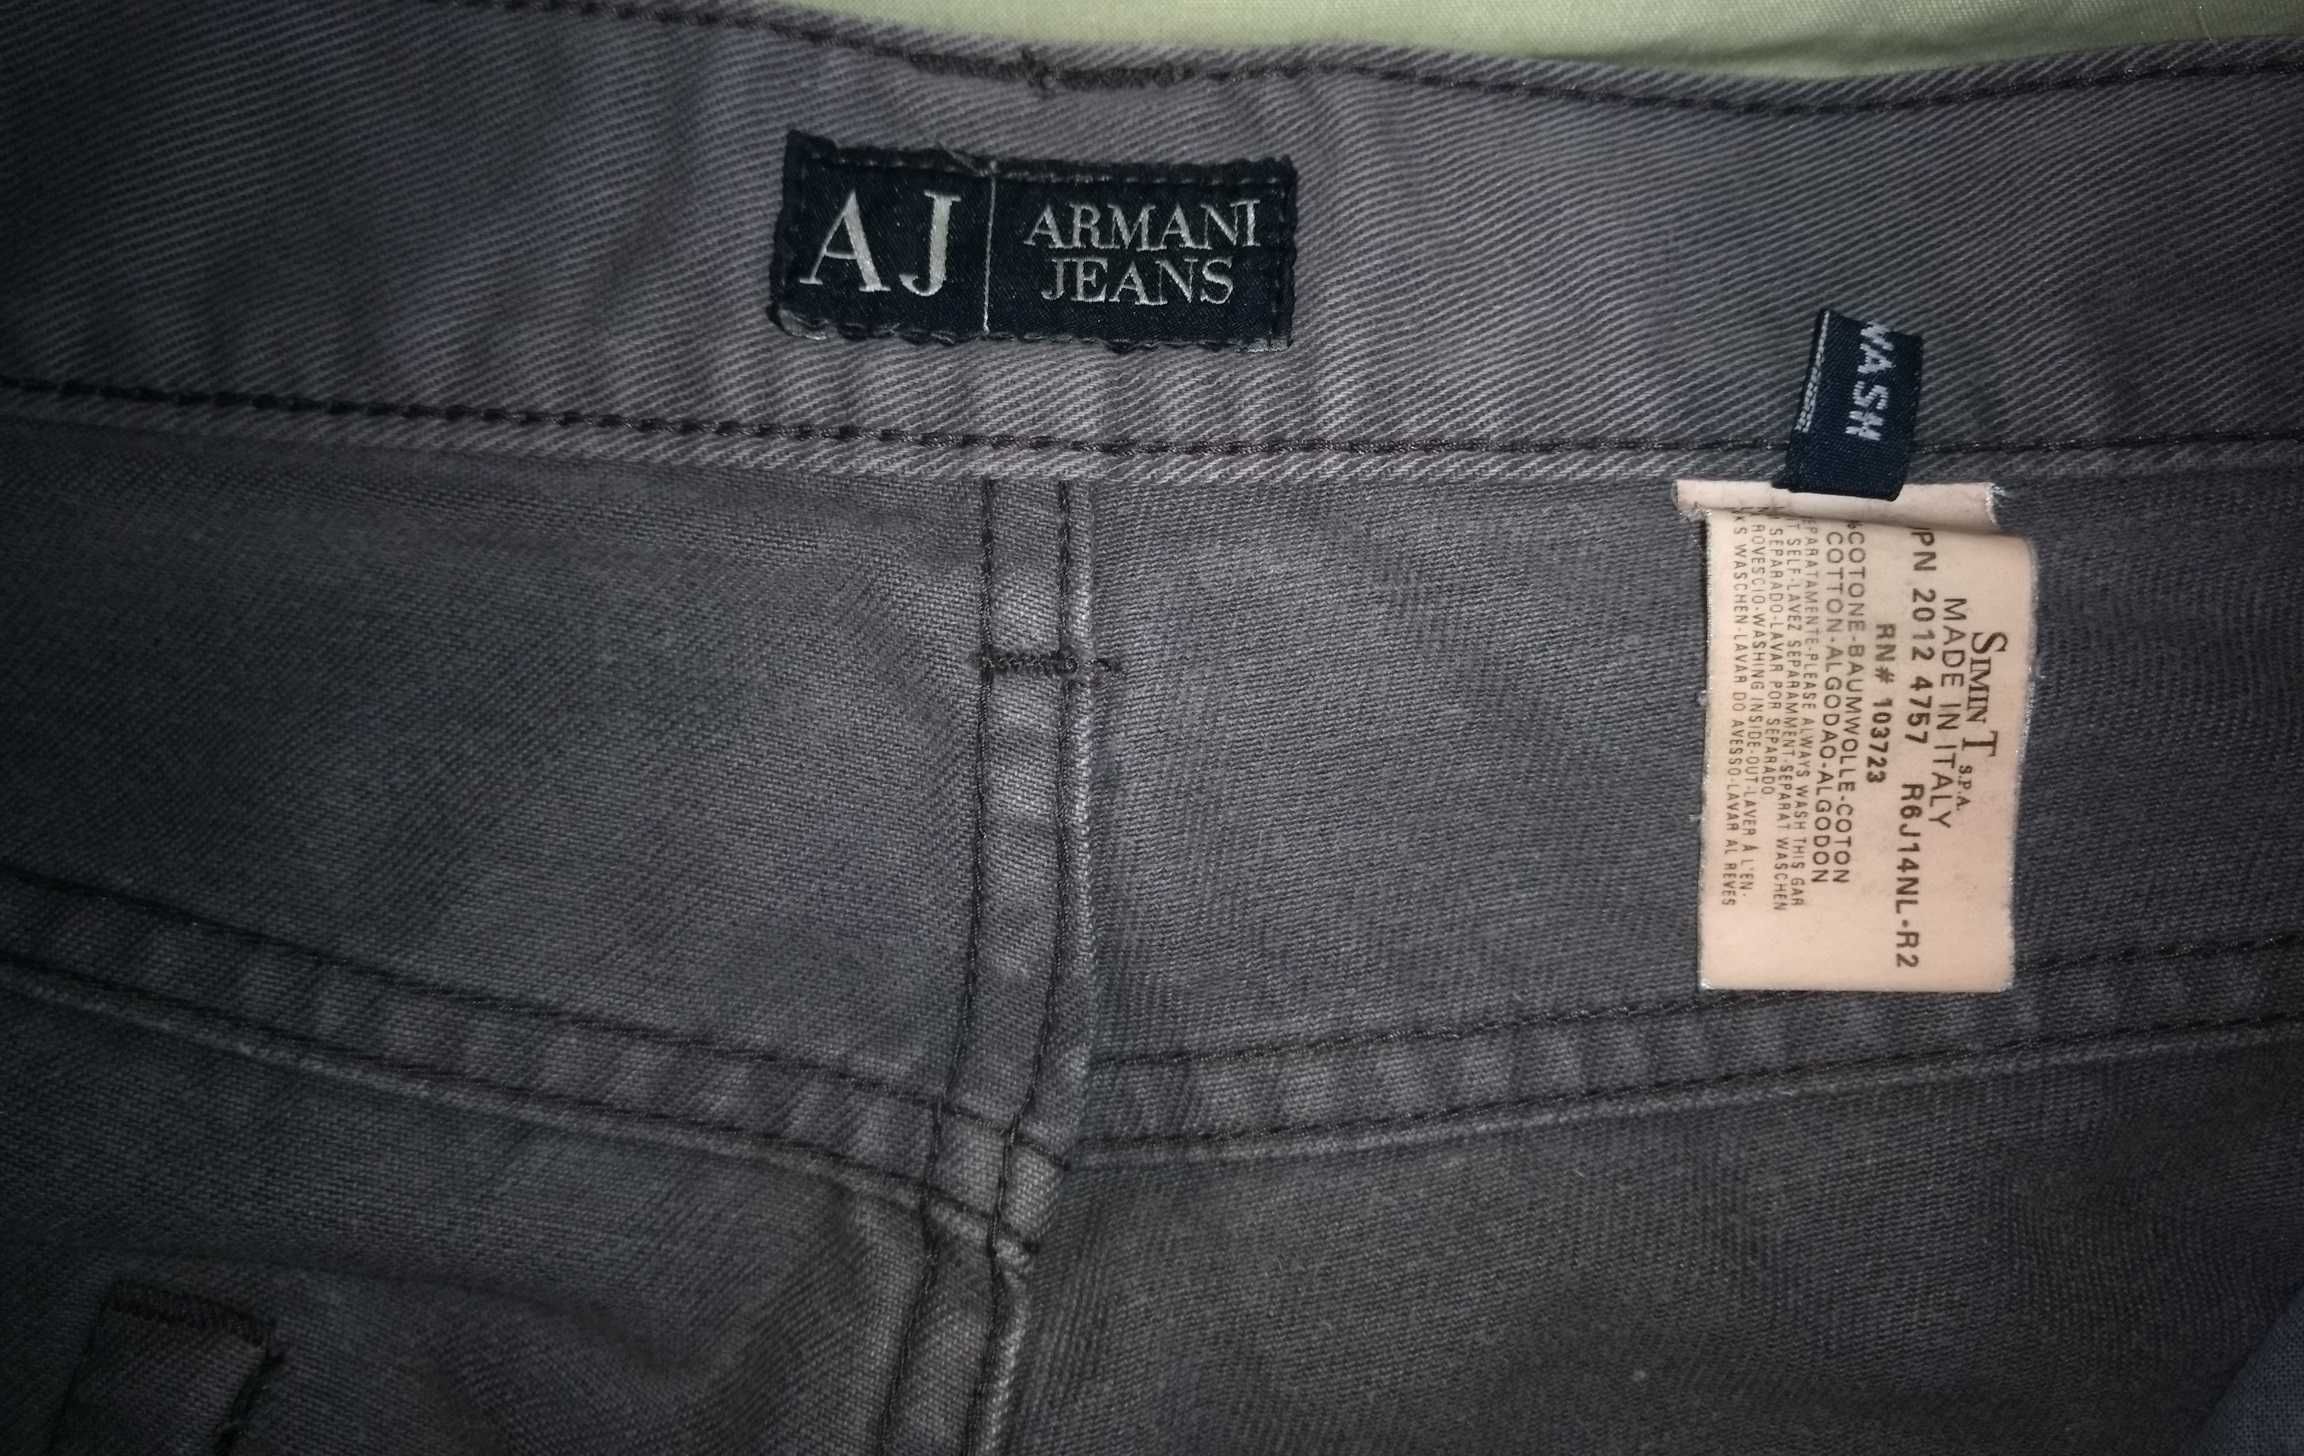 AJ
ARMANI
JEANS
WASH
SIMINT S.P.A.
MADE IN ITALY
2012 4757 R6J14NL-R2
RN# 103723
COTONE-BAUMWOLLE-COTON
COTTON-ALGODAO-ALGODON
PARATAMENTE-PLEASE ALWAYS WASH THIS GAR
SELF-LAVEZ SEPARAMMENT-SEPARAT WASCHEN
SEPARADO-LAVAR POR SEPARADO.
ROVESCIO-WASHING INSIDE-OUT-LAVER À L'EN-
S WASCHEN-LAVAR DO AVESSO-LAVAR AL REVES